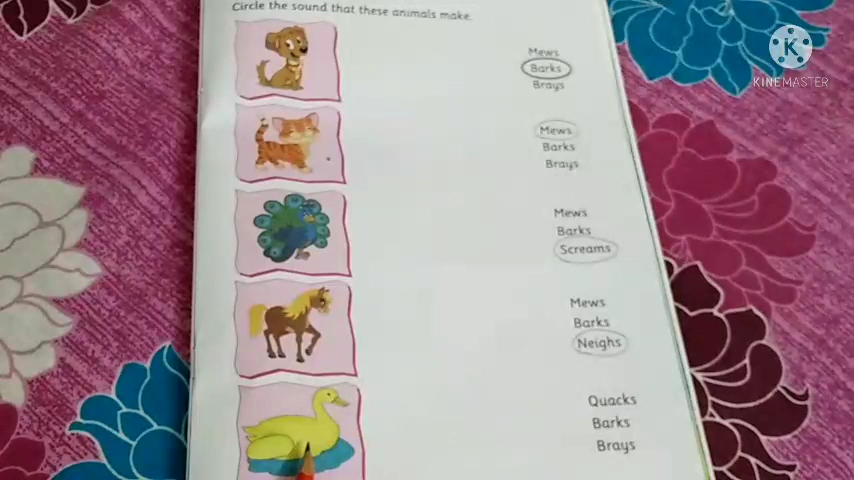 Circle the sound that these animals make.
Mews
Barks
Brays
Mews
Barks
Brays
Mews
Barks
Screams
Mews
Barks
Neighs
Quacks
Barks
Brays
K
KINEMASTER